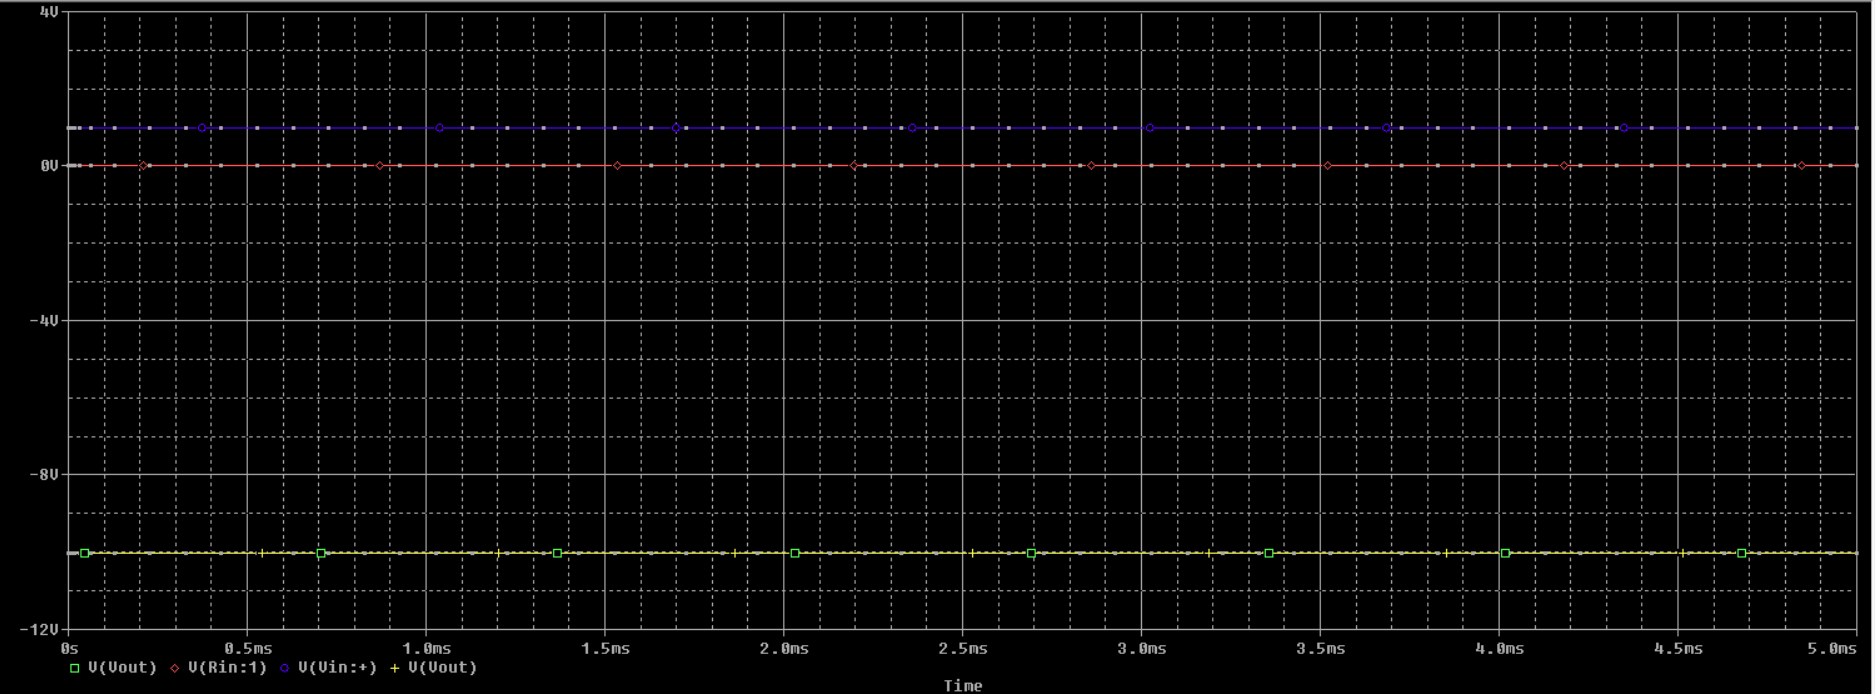 4V
0V
-4V
-8V
-12V
0s 0.5ms 1.0ms 1.5ms 2.0ms 2.5ms 3.0ms 3.5ms 4.0ms 4.5ms 5.0ms
V(Vout) V(Rin:1) V(Vin:+) V(Vout)
Time